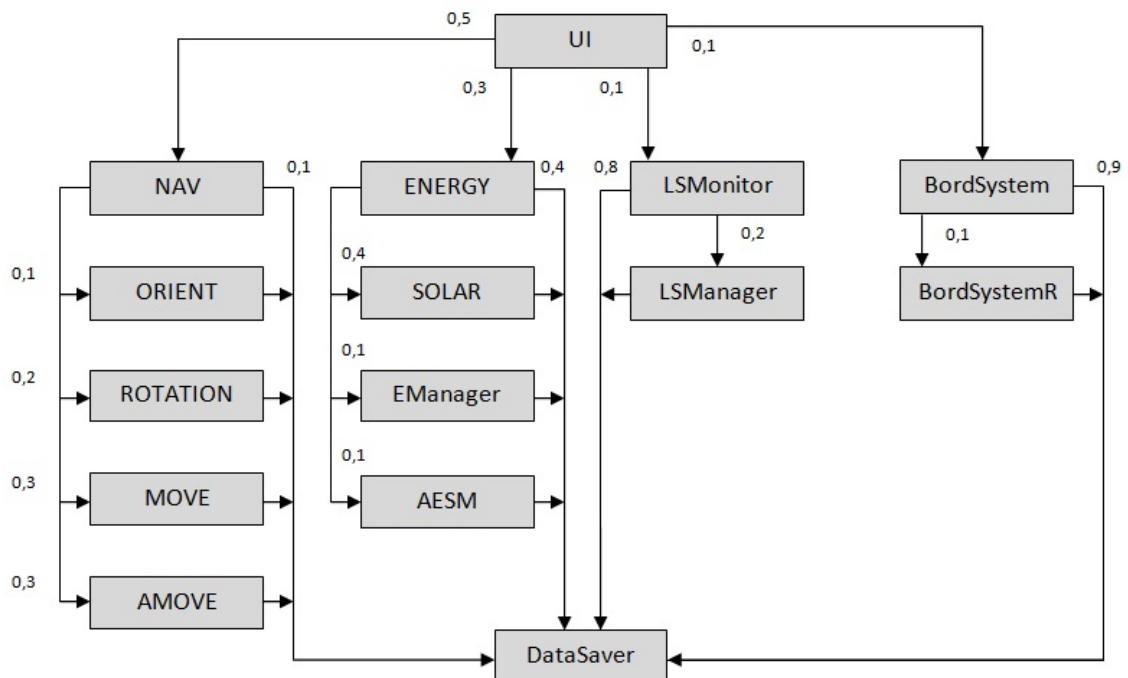 0,5
UI
0,1
0,3
0,1
0,1
0,4
0,8
0,9
NAV
ENERGY
LSMonitor
BordSystem
0,2
0,1
0,1
0,4
ORIENT
SOLAR
LSManager
BordSystemR
0,2
0,1
ROTATION
EManager
0,3
0,1
MOVE
AESM
0,3
AMOVE
DataSaver